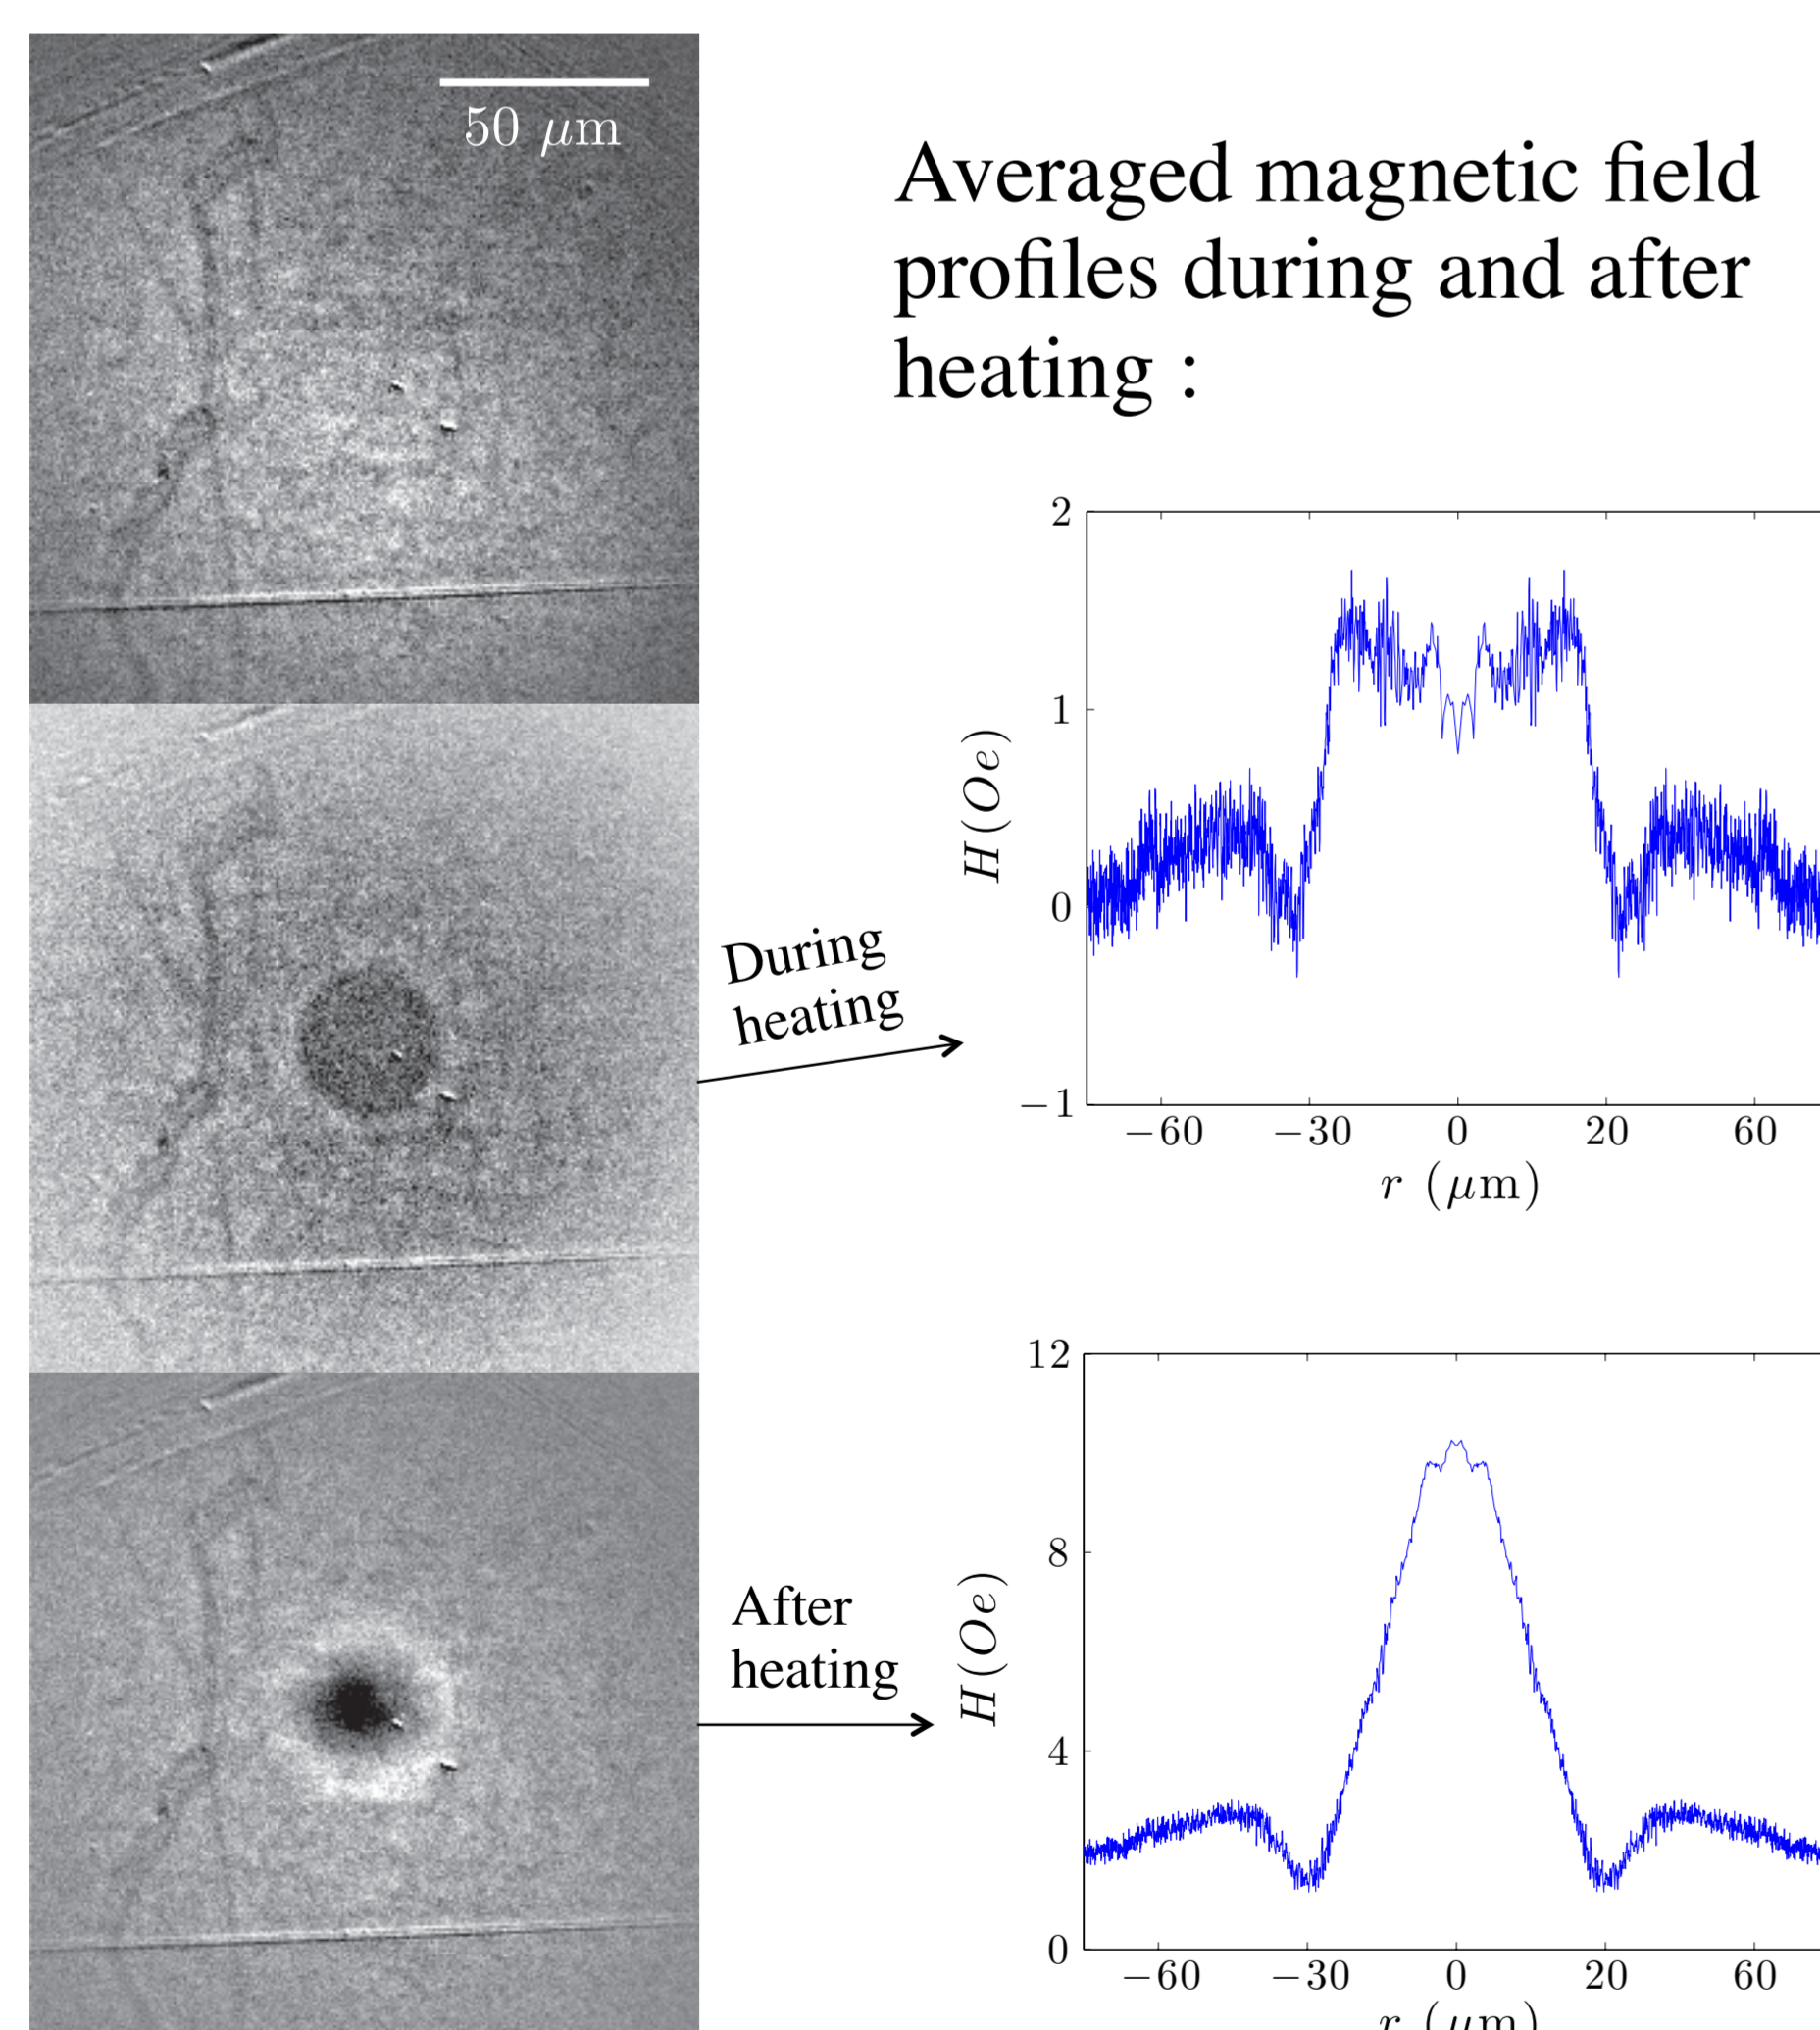 50 μm
Averaged magnetic field
profiles during and after
heating :
2
1
0
−1
H(Oe)
−60 −30 0 20 60
r (μm)
During
heating
12
8
4
0
H(Oe)
−60 −30 0 20 60
r (μm)
After
heating